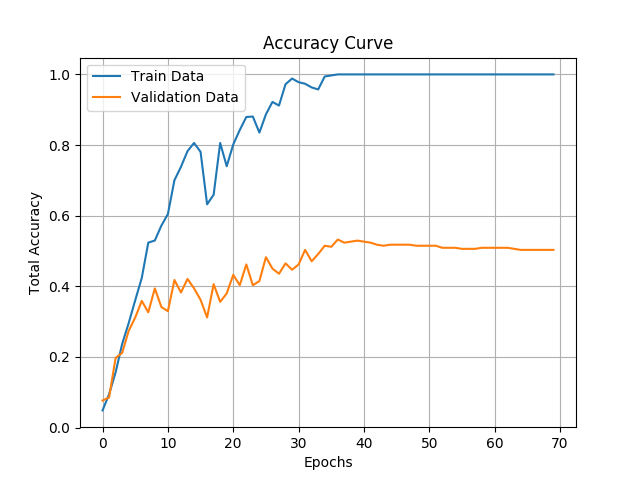 Accuracy Curve
Train Data
Validation Data
Total Accuracy
1.0
0.8
0.6
0.4
0.2
0.0
0 10 20 30 40 50 60 70
Epochs